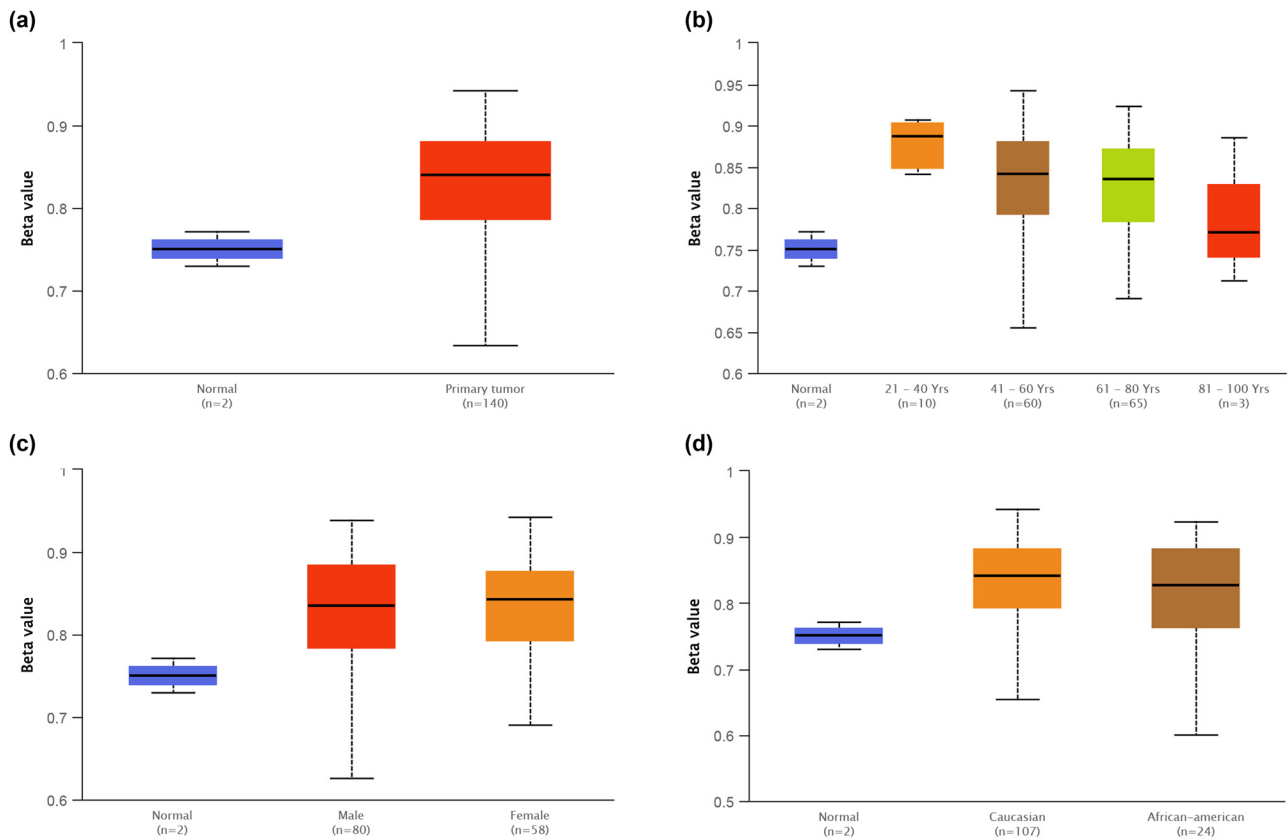 (a)
1
0.9
0.8
0.7
0.6
Beta value
Normal
(n=2)
Primary tumor
(n=140)
(b)
1
0.95
0.9
0.85
0.8
0.75
0.7
0.65
0.6
Beta value
Normal
(n=2)
21 – 40 Yrs
(n=10)
41 – 60 Yrs
(n=60)
61 – 80 Yrs
(n=65)
81 – 100 Yrs
(n=3)
(c)
1
0.9
0.8
0.7
0.6
Beta value
Normal
(n=2)
Male
(n=80)
Female
(n=58)
(d)
1
0.9
0.8
0.7
0.6
0.5
Beta value
Normal
(n=2)
Caucasian
(n=107)
African–american
(n=24)